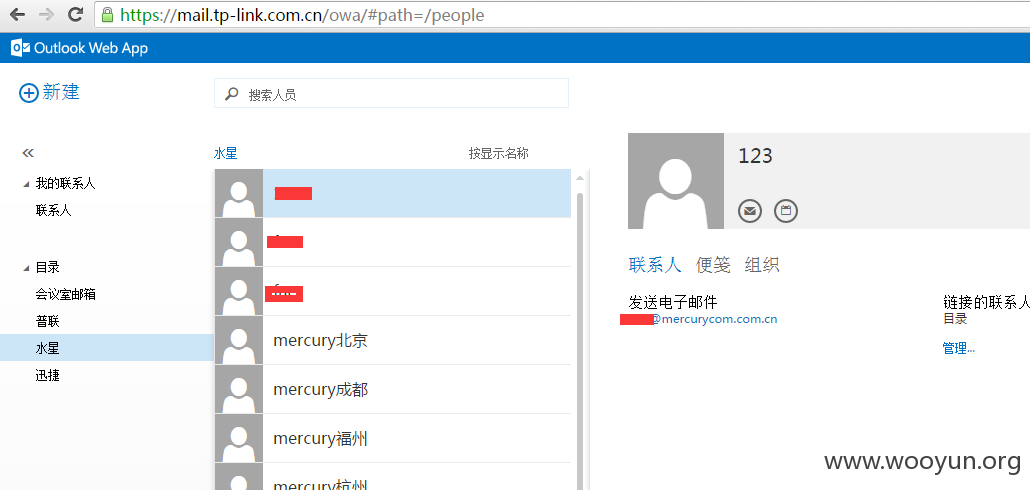 https://mail.tp-link.com.cn/owa/#path=/people
Outlook Web App
新建
搜索人员
水星 按显示名称
我的联系人
联系人
目录
会议室邮箱
普联
水星
迅捷
mercury北京
mercury成都
mercury福州
mercury杭州
123
联系人 便笺 组织
发送电子邮件
@mercurycom.com.cn
链接的联系人
目录
管理...
www.wooyun.org